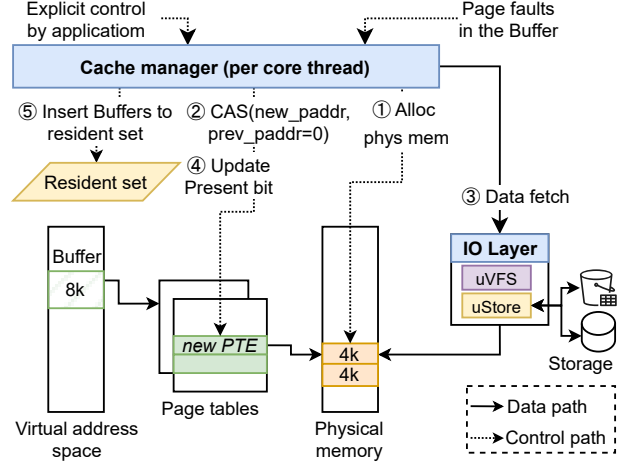 Explicit control
by applicatiom
Page faults
in the Buffer
Cache manager (per core thread)
⑤ Insert Buffers to
resident set
② CAS(new_paddr,
prev_paddr=0)
① Alloc
phys mem
④ Update
Present bit
Resident set
③ Data fetch
Buffer
8k
IO Layer
uVFS
uStore
new PTE
4k
4k
Storage
Page tables
Virtual address
space
Physical
memory
Data path
Control path